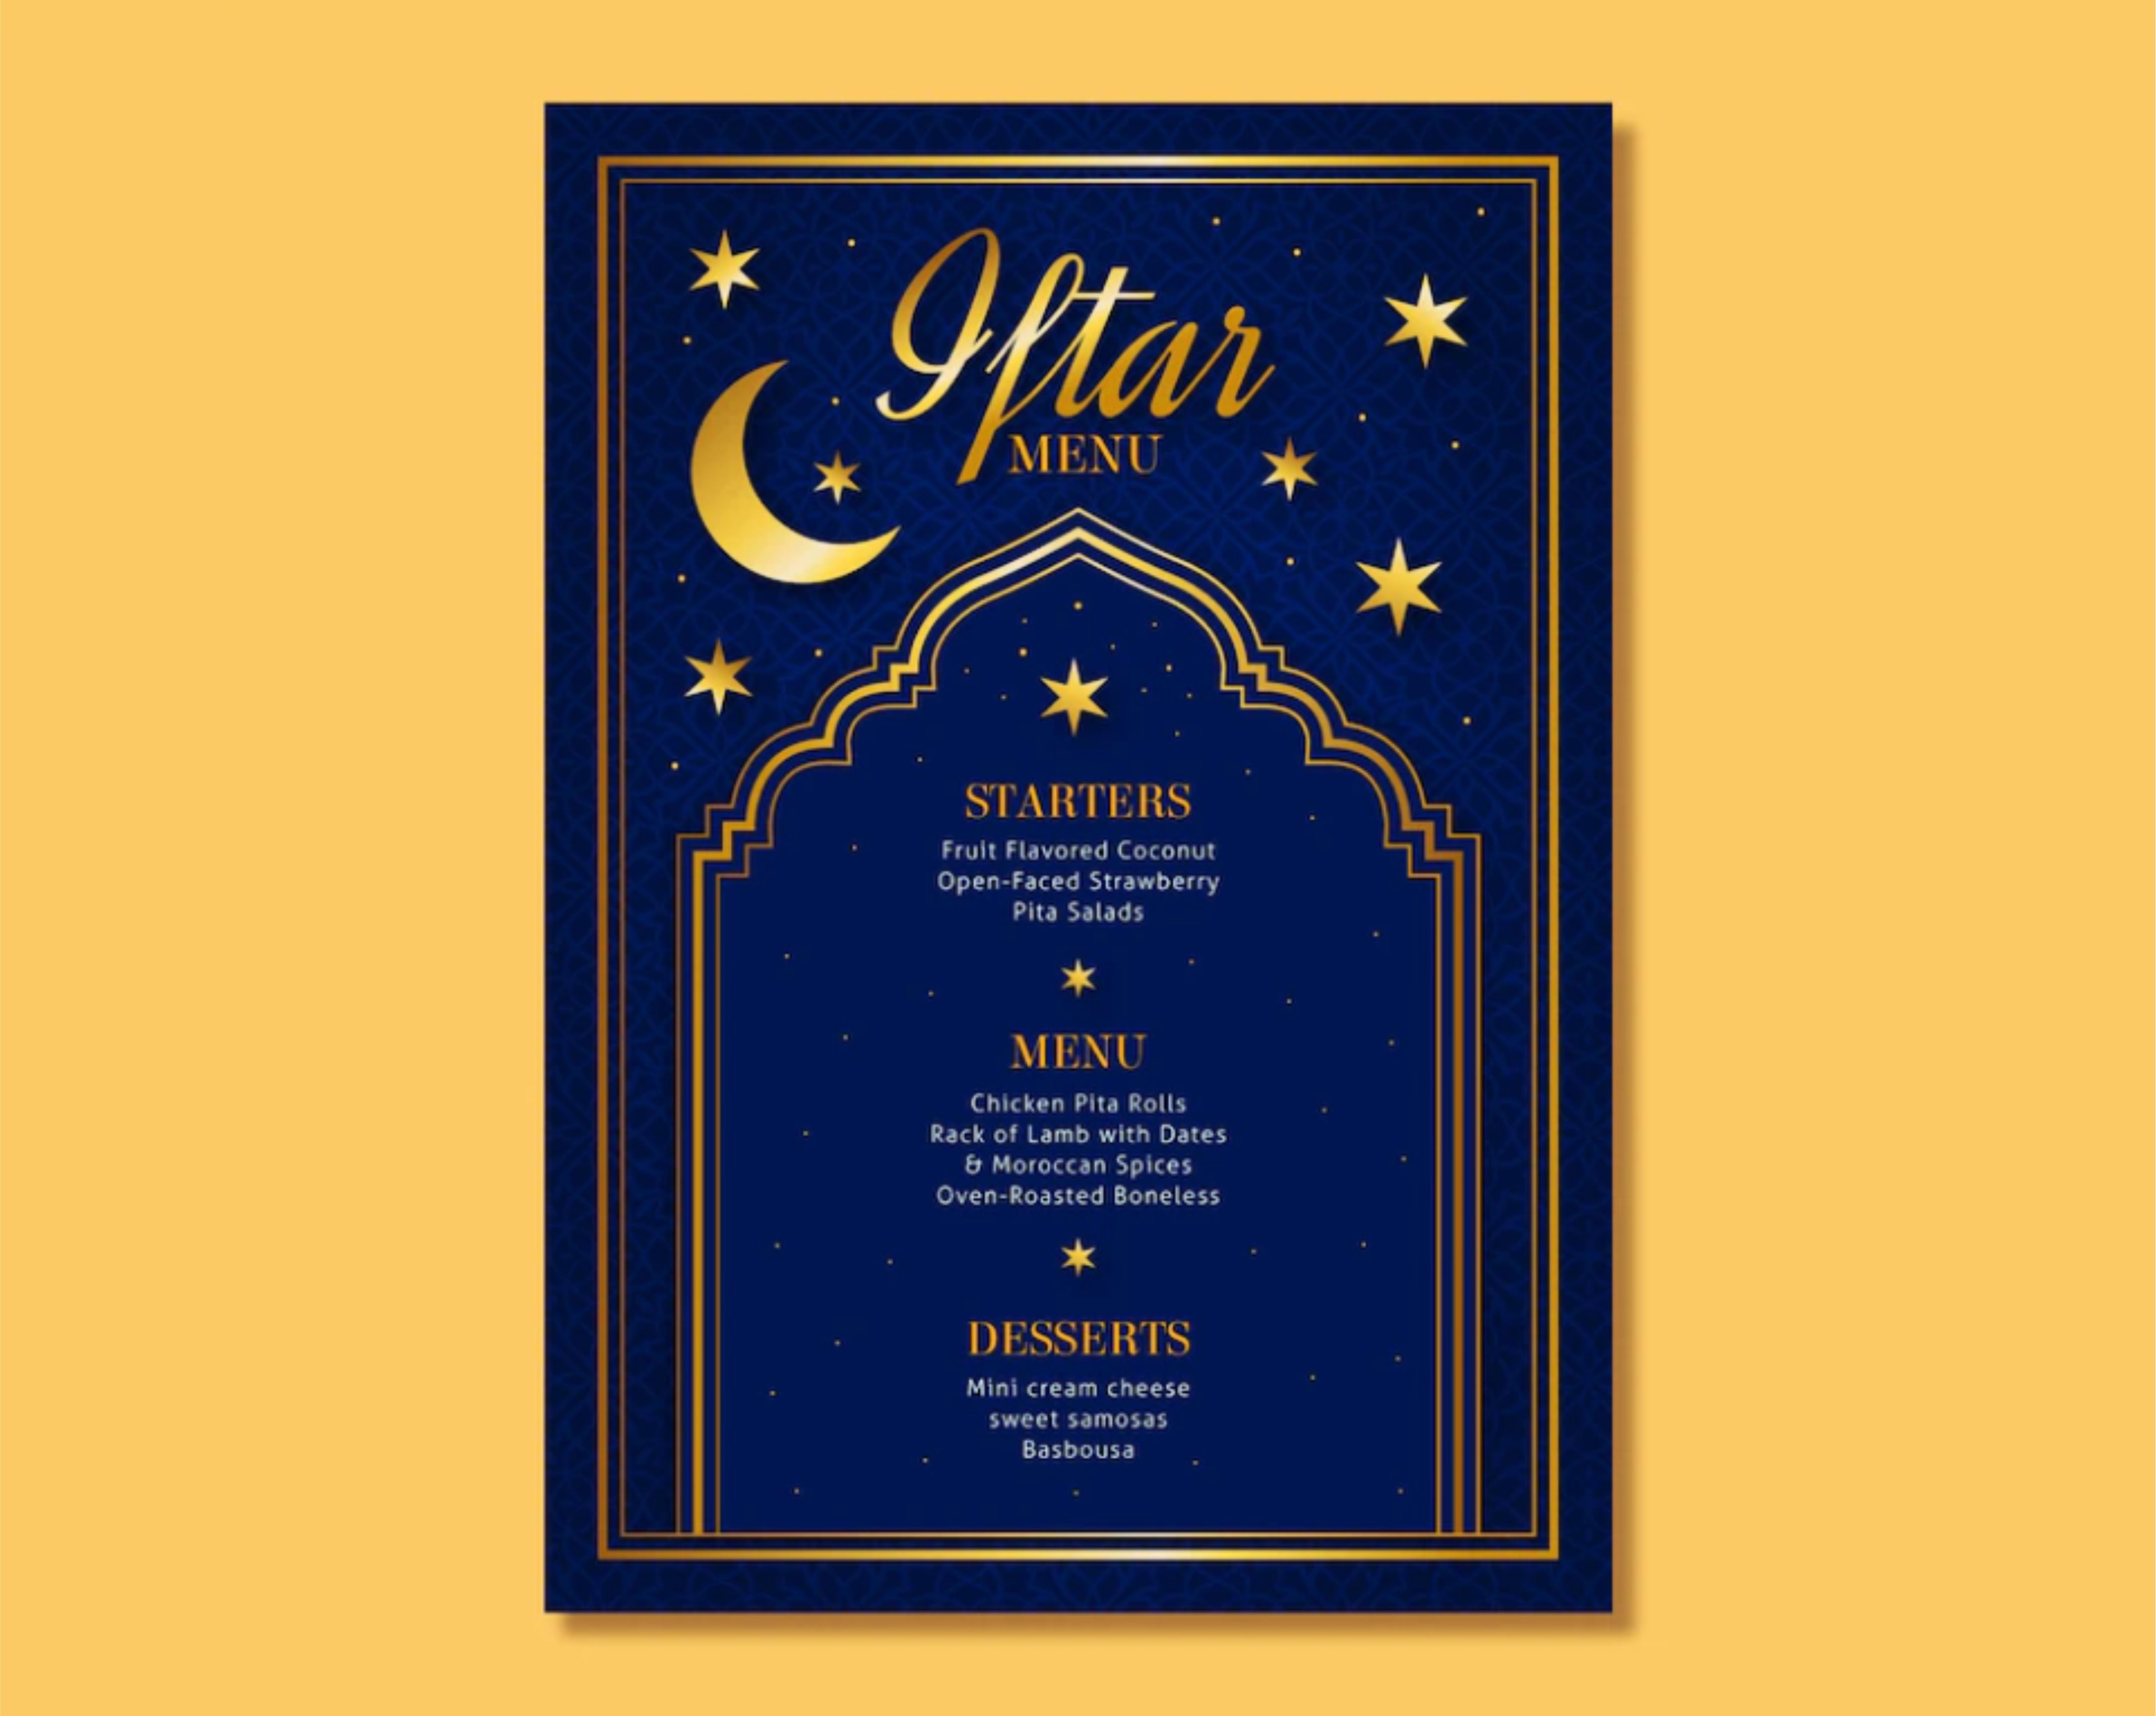 Iftar
MENU
STARTERS
Fruit Flavored Coconut
Open-Faced Strawberry
Pita Salads
MENU
Chicken Pita Rolls
Rack of Lamb with Dates
& Moroccan Spices
Oven-Roasted Boneless
DESSERTS
Mini cream cheese
sweet samosas
Basbousa